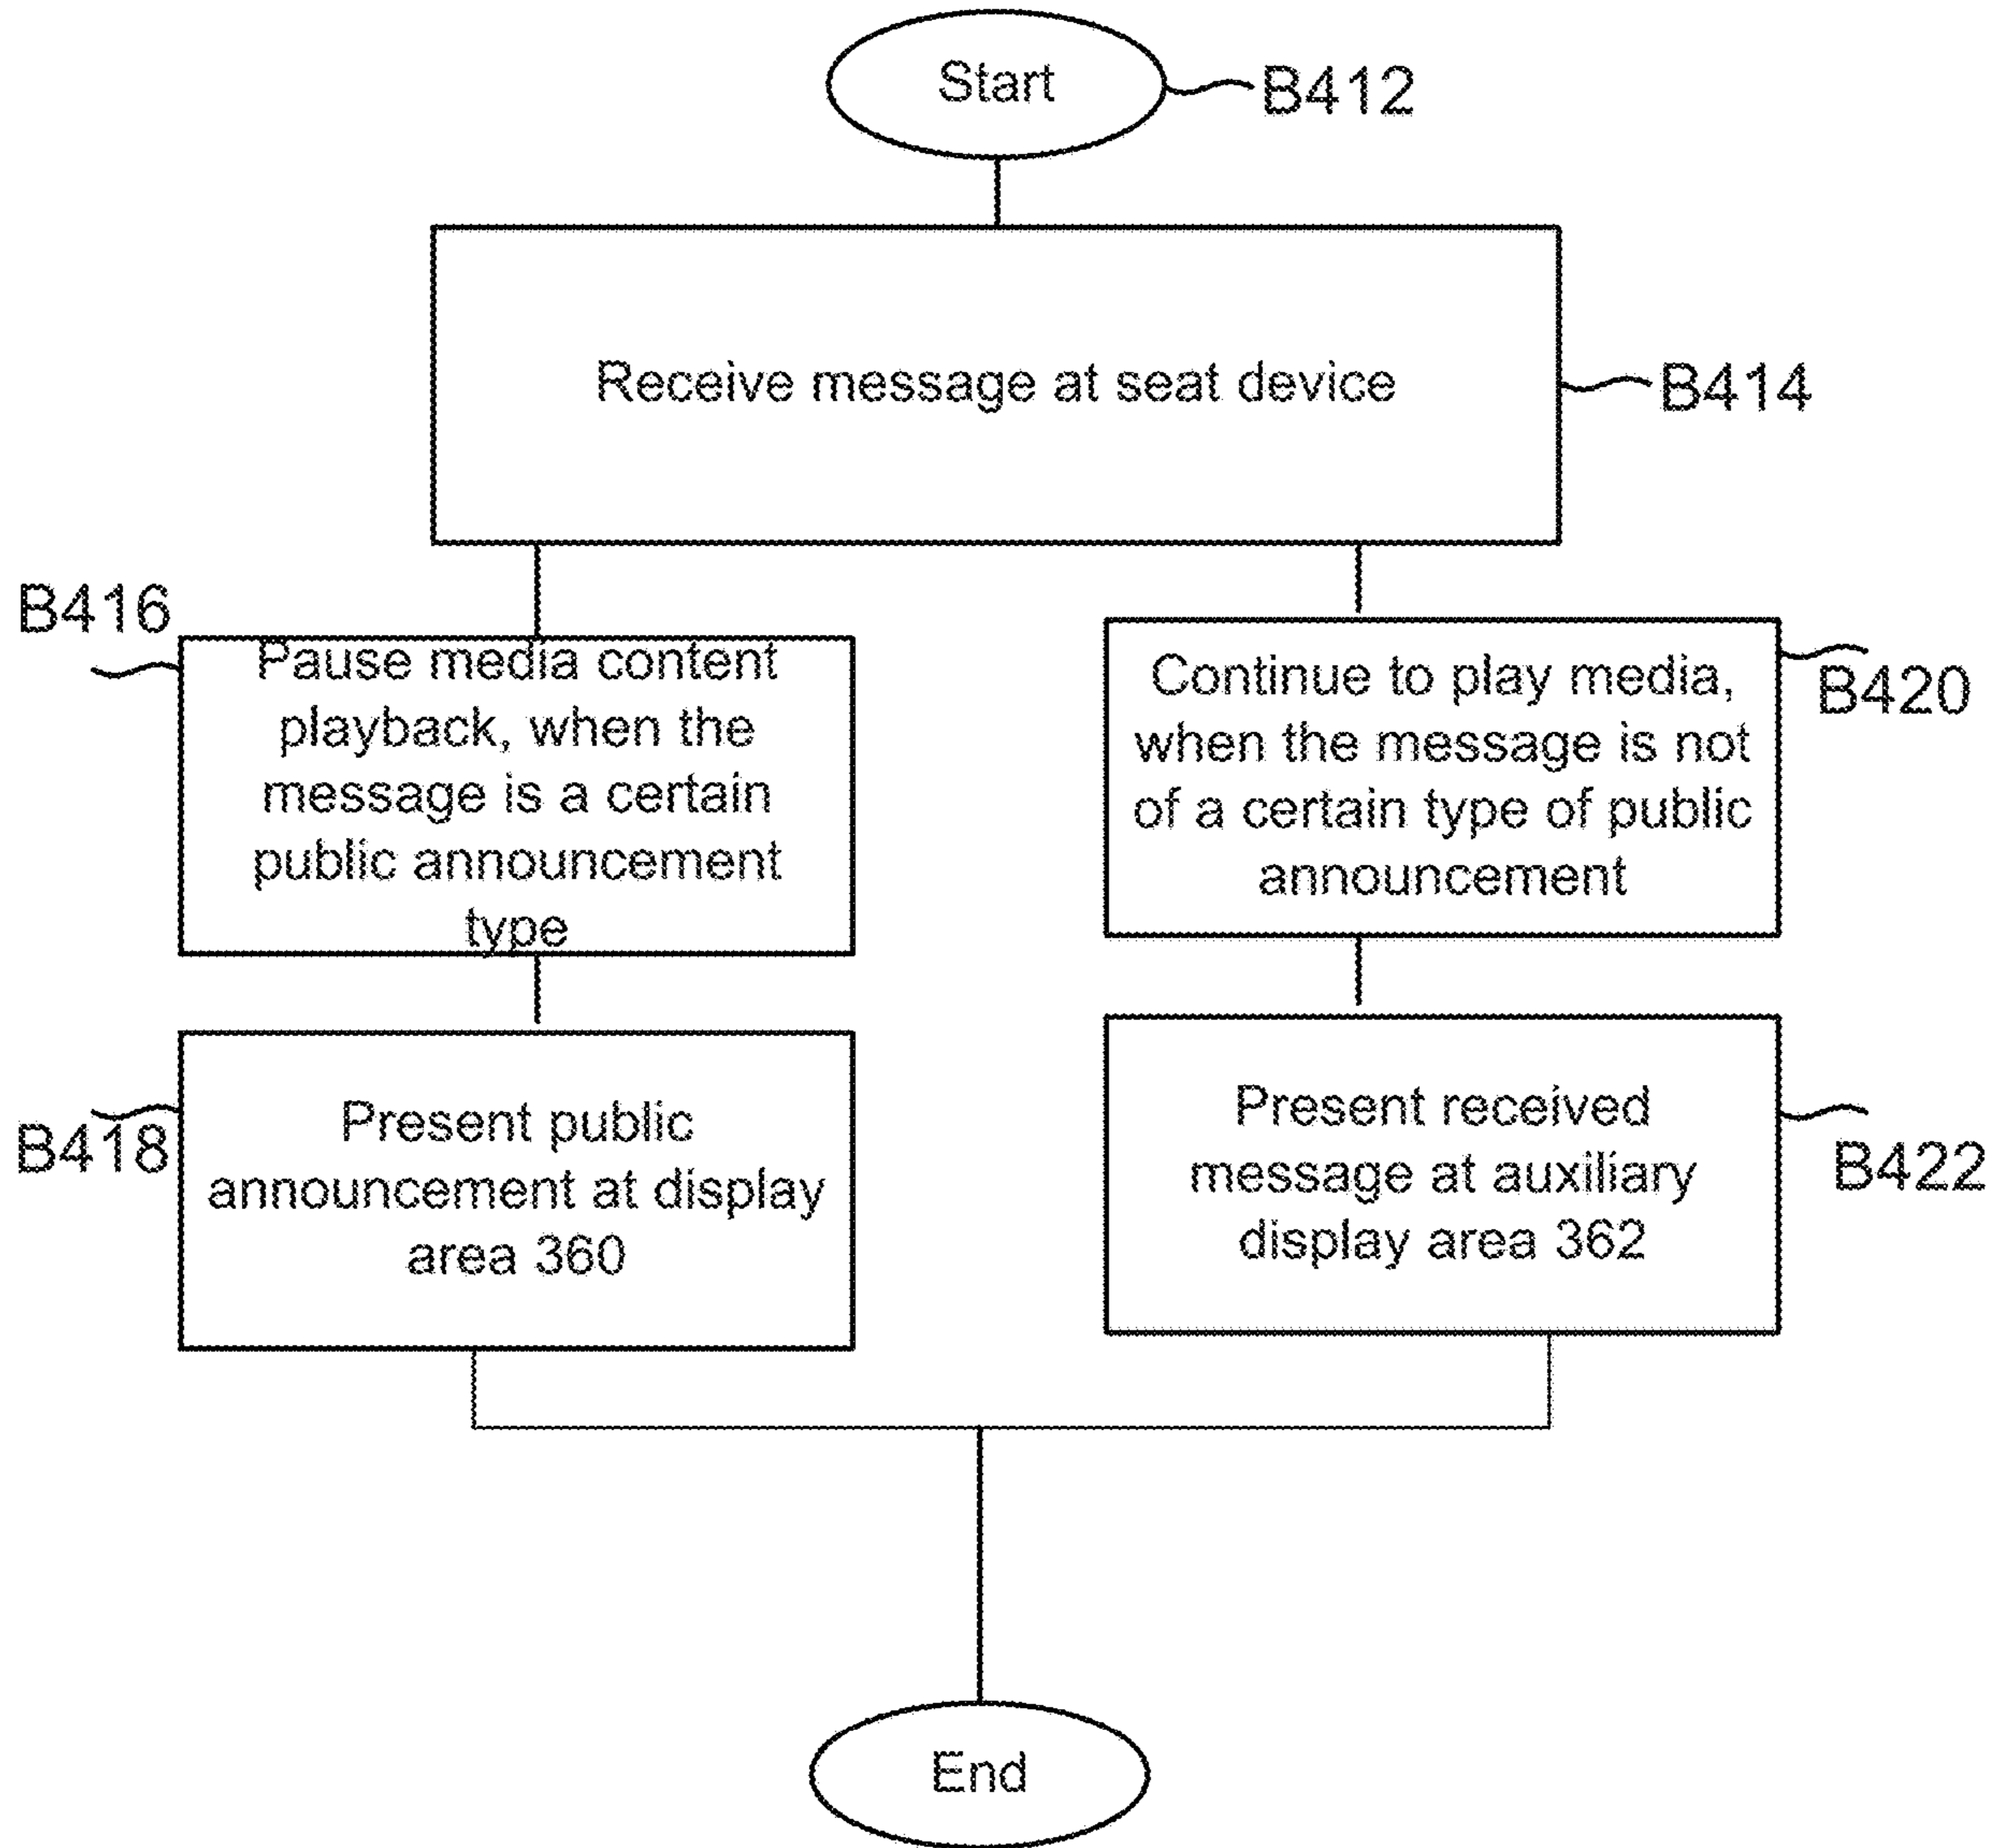 Start
B412
Receive message at seat device
B414
B416
Pause media content
playback, when the
message is a certain
public announcement
type
B418
Present public
announcement at display
area 360
Continue to play media,
when the message is not
of a certain type of public
announcement
B420
Present received
message at auxiliary
display area 362
B422
End